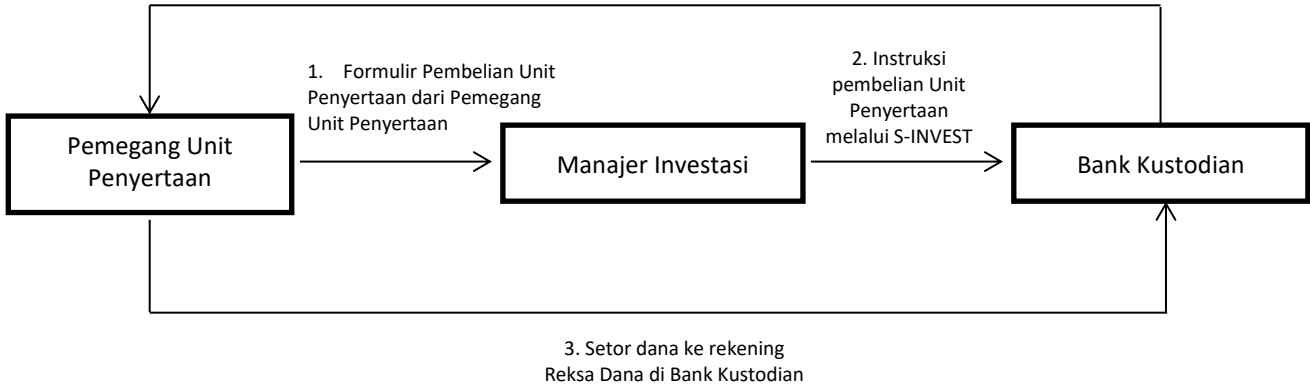 1. Formulir Pembelian Unit
Penyertaan dari Pemegang
Unit Penyertaan
2. Instruksi
pembelian Unit
Penyertaan
melalui S-INVEST
Pemegang Unit
Penyertaan
Manajer Investasi
Bank Kustodian
3. Setor dana ke rekening
Reksa Dana di Bank Kustodian